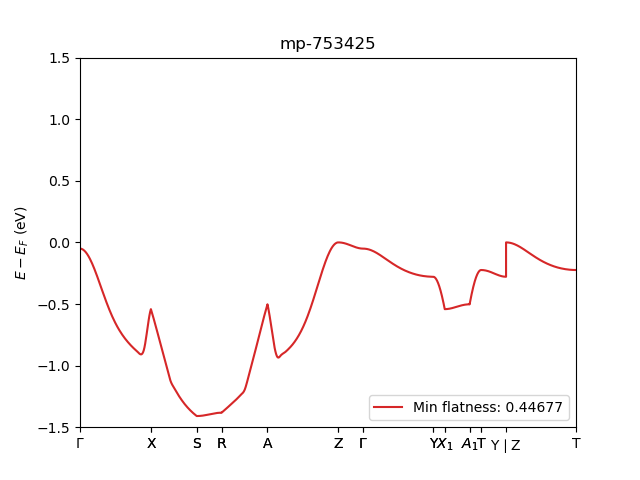 mp-753425
1.5
1.0
0.5
0.0
−0.5
−1.0
−1.5
E − E_F (eV)
Min flatness: 0.44677
Γ X S R A Z Γ Y X₁ A₁ T Y | Z T